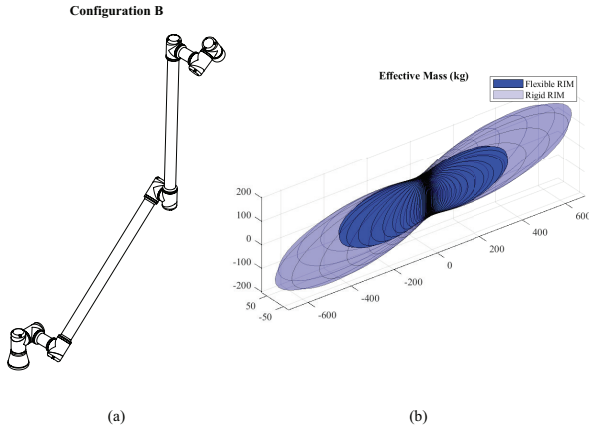 Configuration B
Effective Mass (kg)
Flexible RIM
Rigid RIM
200
100
0
-100
-200
50
-50
-600
-400
-200
0
200
400
600
(a)
(b)